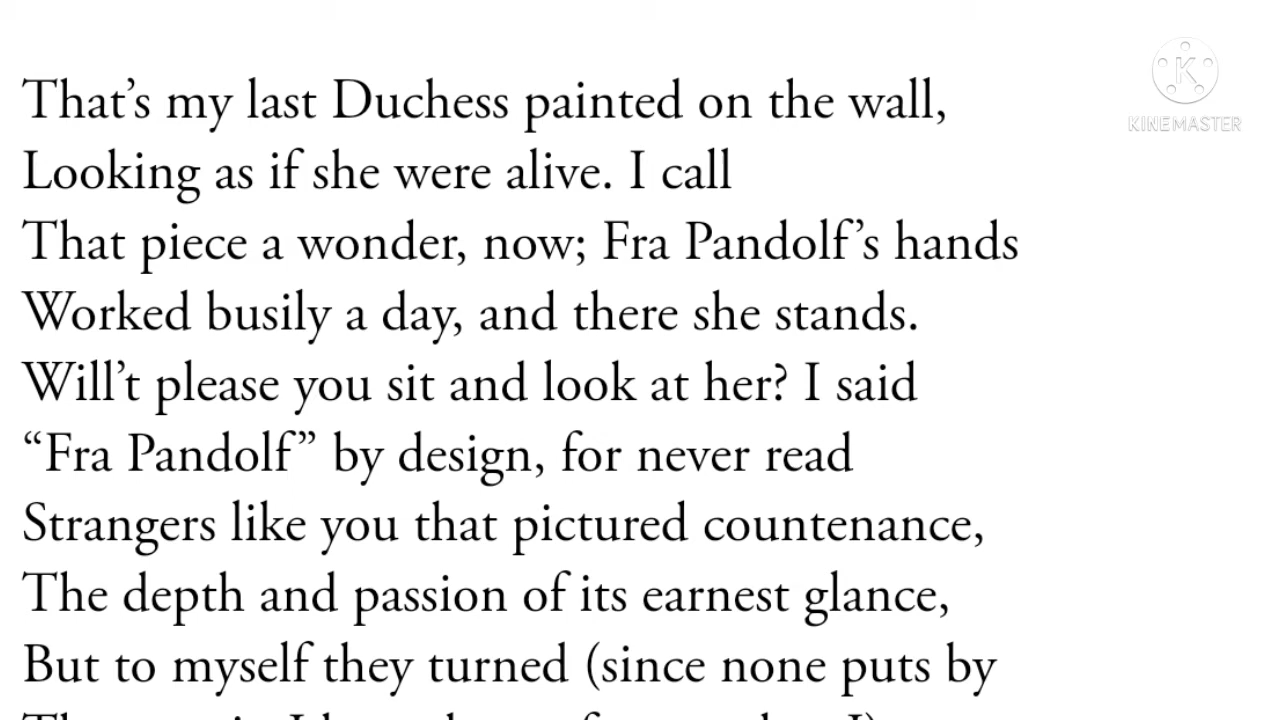 That’s my last Duchess painted on the wall,
Looking as if she were alive. I call
That piece a wonder, now; Fra Pandolf’s hands
Worked busily a day, and there she stands.
Will’t please you sit and look at her? I said
“Fra Pandolf” by design, for never read
Strangers like you that pictured countenance,
The depth and passion of its earnest glance,
But to myself they turned (since none puts by
K
KINEMASTER